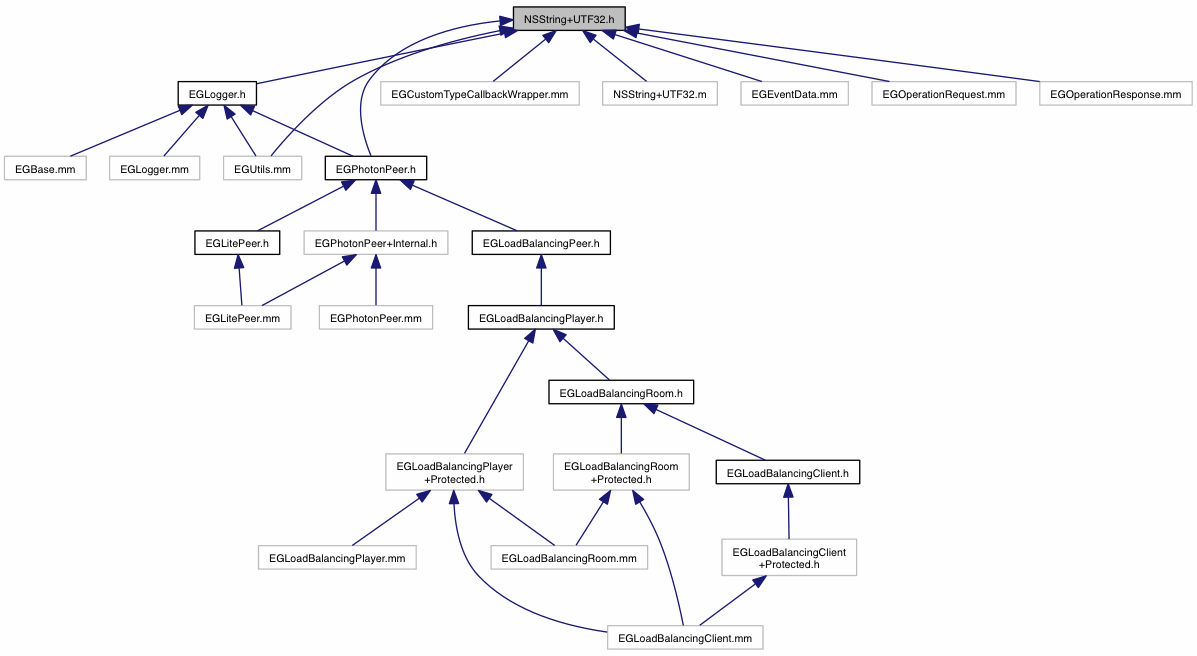 NSString+UTF32.h
EGLogger.h
EGCustomTypeCallbackWrapper.mm
NSString+UTF32.m
EGEventData.mm
EGOperationRequest.mm
EGOperationResponse.mm
EGBase.mm
EGLogger.mm
EGUtils.mm
EGPhotonPeer.h
EGLitePeer.h
EGPhotonPeer+Internal.h
EGLoadBalancingPeer.h
EGLitePeer.mm
EGPhotonPeer.mm
EGLoadBalancingPlayer.h
EGLoadBalancingRoom.h
EGLoadBalancingPlayer
+Protected.h
EGLoadBalancingRoom
+Protected.h
EGLoadBalancingClient.h
EGLoadBalancingPlayer.mm
EGLoadBalancingRoom.mm
EGLoadBalancingClient
+Protected.h
EGLoadBalancingClient.mm